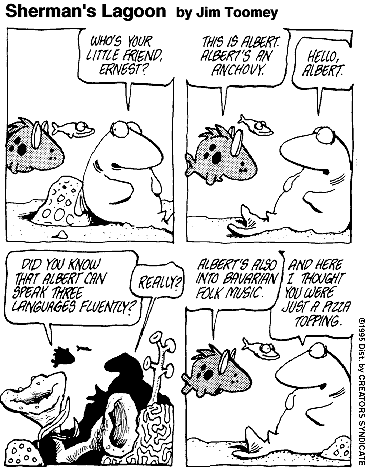 Sherman's Lagoon by Jim Toomey
WHO'S YOUR
LITTLE FRIEND,
ERNEST?
THIS IS ALBERT.
ALBERT'S AN
ANCHOVY.
HELLO,
ALBERT.
DID YOU KNOW
THAT ALBERT CAN
SPEAK THREE
LANGUAGES FLUENTLY?
REALLY?
ALBERT'S ALSO
INTO BAVARIAN
FOLK MUSIC.
AND HERE
I THOUGHT
YOU WERE
JUST A PIZZA
TOPPING.
©1995 Dist. by CREATORS SYNDICATE